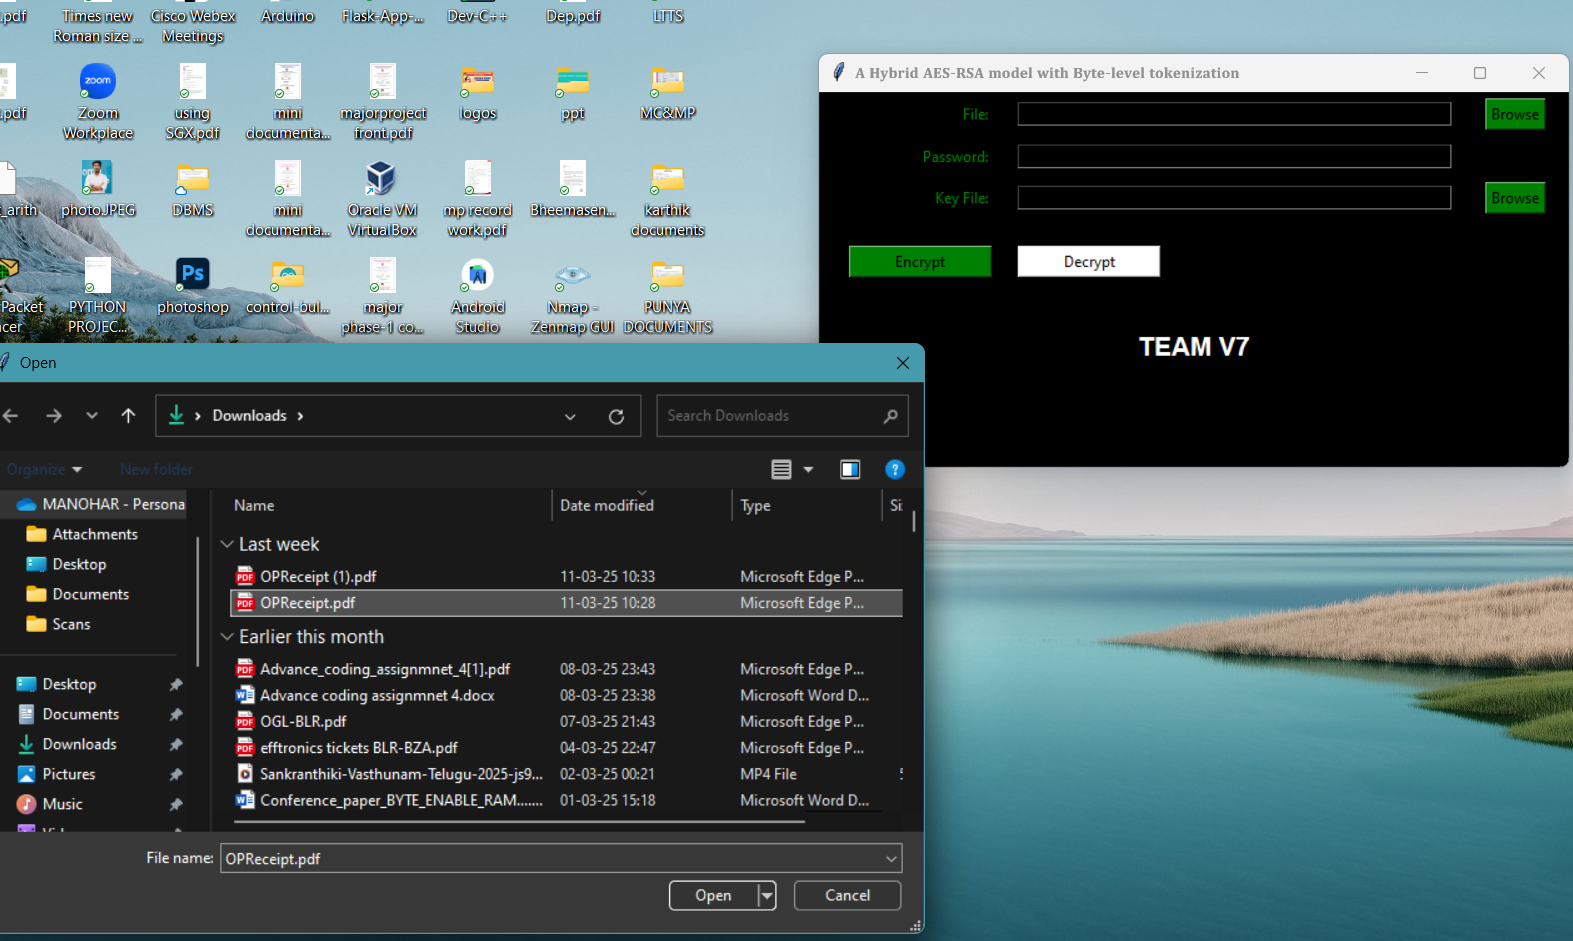 .pdf
Times new
Roman size ...
Cisco Webex
Meetings
Arduino
Flask-App-...
Dev-C++
Dep.pdf
LTTS
.pdf
zoom
Zoom
Workplace
using
SGX.pdf
mini
documenta...
majorproject
front.pdf
logos
ppt
MC&MP
_arith
photo.JPEG
DBMS
mini
documenta...
Oracle VM
VirtualBox
mp record
work.pdf
Bheemasen...
karthik
documents
Packet
cer
PYTHON
PROJEC...
Ps
photoshop
control-bul...
major
phase-1 co...
Android
Studio
Nmap -
Zenmap GUI
PUNYA
DOCUMENTS
A Hybrid AES-RSA model with Byte-level tokenization
File:
Browse
Password:
Key File:
Browse
Encrypt
Decrypt
TEAM V7
Open
Downloads
Search Downloads
Organize
New folder
?
MANOHAR - Persona
Attachments
Desktop
Documents
Scans
Desktop
Documents
Downloads
Pictures
Music
Name Date modified Type Si
Last week
PDF OPReceipt (1).pdf 11-03-25 10:33 Microsoft Edge P...
PDF OPReceipt.pdf 11-03-25 10:28 Microsoft Edge P...
Earlier this month
PDF Advance_coding_assignmnet_4[1].pdf 08-03-25 23:43 Microsoft Edge P...
W Advance coding assignmnet 4.docx 08-03-25 23:38 Microsoft Word D...
PDF OGL-BLR.pdf 07-03-25 21:43 Microsoft Edge P...
PDF efftronics tickets BLR-BZA.pdf 04-03-25 22:47 Microsoft Edge P...
Sankranthiki-Vasthunam-Telugu-2025-js9... 02-03-25 00:21 MP4 File
W Conference_paper_BYTE_ENABLE_RAM....... 01-03-25 15:18 Microsoft Word D...
File name: OPReceipt.pdf
Open
Cancel